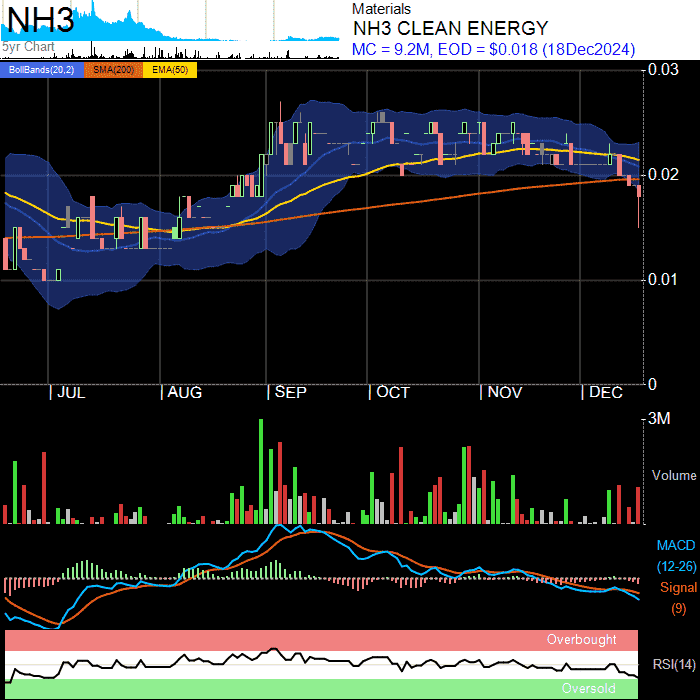 NH3
5yr Chart
Materials
NH3 CLEAN ENERGY
MC = 9.2M, EOD = $0.018 (18Dec2024)
BollBands(20,2) SMA(200) EMA(50)
0.03
0.02
0.01
0
JUL AUG SEP OCT NOV DEC
3M
Volume
MACD
(12-26)
Signal
(9)
Overbought
RSI(14)
Oversold